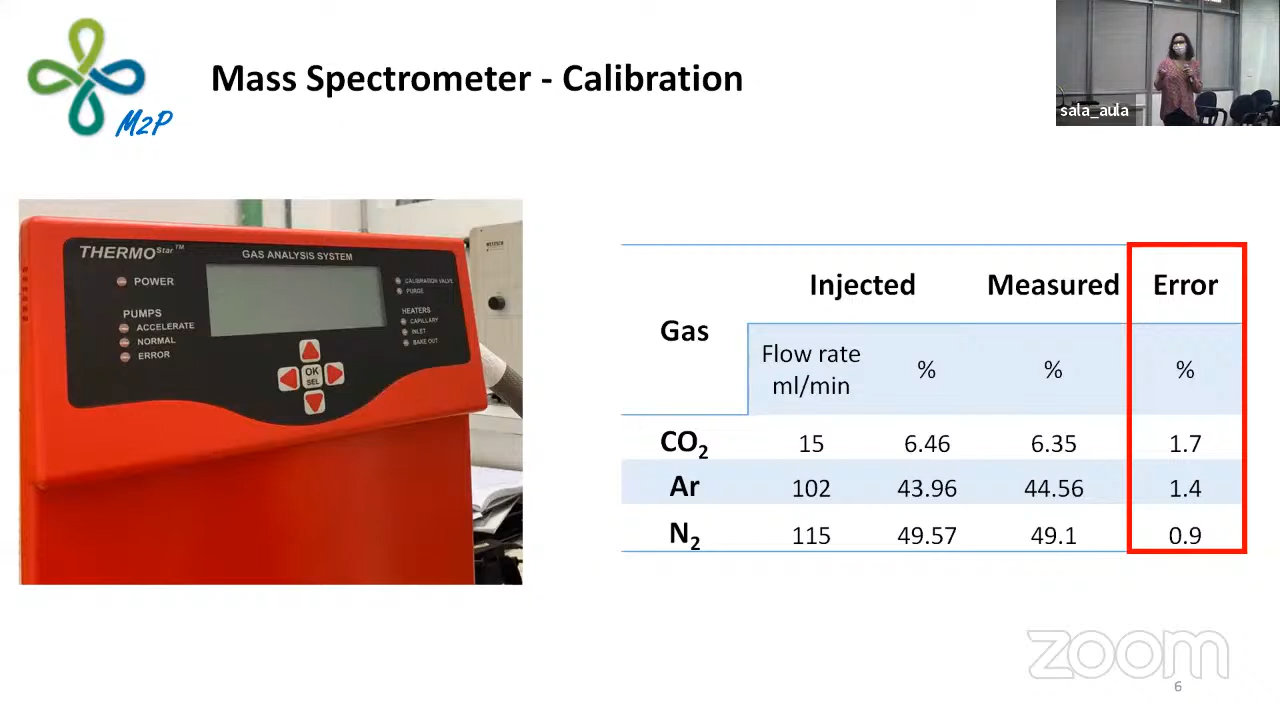 M2P
Mass Spectrometer - Calibration
sala_aula
THERMOStar™
GAS ANALYSIS SYSTEM
POWER
PUMPS
ACCELERATE
NORMAL
ERROR
CALIBRATION VALVE
PURGE
HEATERS
CAPILLARY
INLET
BAKE OUT
OK
SEL
Gas Injected Measured Error
Flow rate ml/min % % %
CO₂ 15 6.46 6.35 1.7
Ar 102 43.96 44.56 1.4
N₂ 115 49.57 49.1 0.9
zoom
6